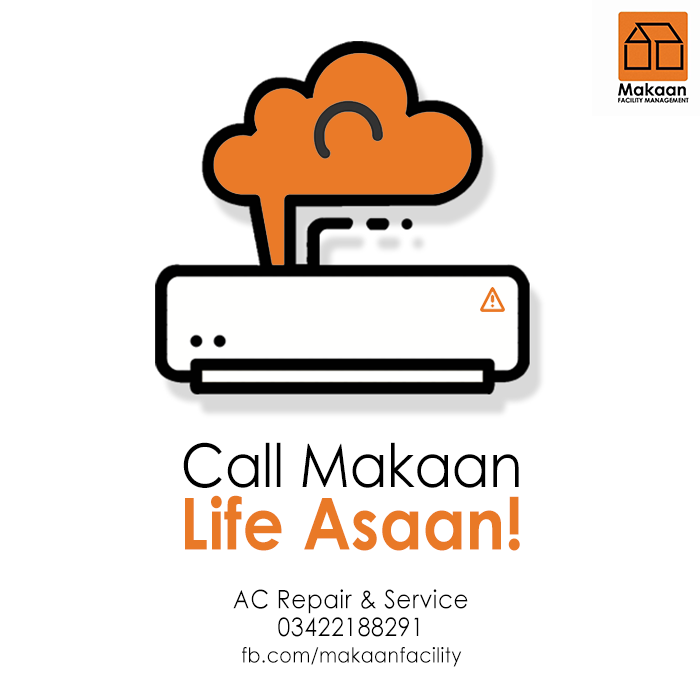 Makaan
FACILITY MANAGEMENT
Call Makaan
Life Asaan!
AC Repair & Service
03422188291
fb.com/makaanfacility